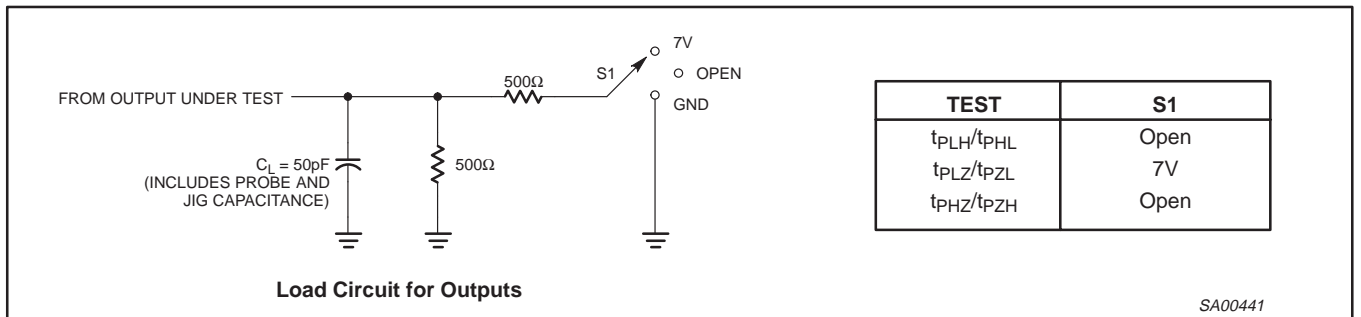 7V
S1
OPEN
500Ω
FROM OUTPUT UNDER TEST
GND
CL = 50pF
(INCLUDES PROBE AND
JIG CAPACITANCE)
500Ω
Load Circuit for Outputs
TEST S1
tPLH/tPHL Open
tPLZ/tPZL 7V
tPHZ/tPZH Open
SA00441